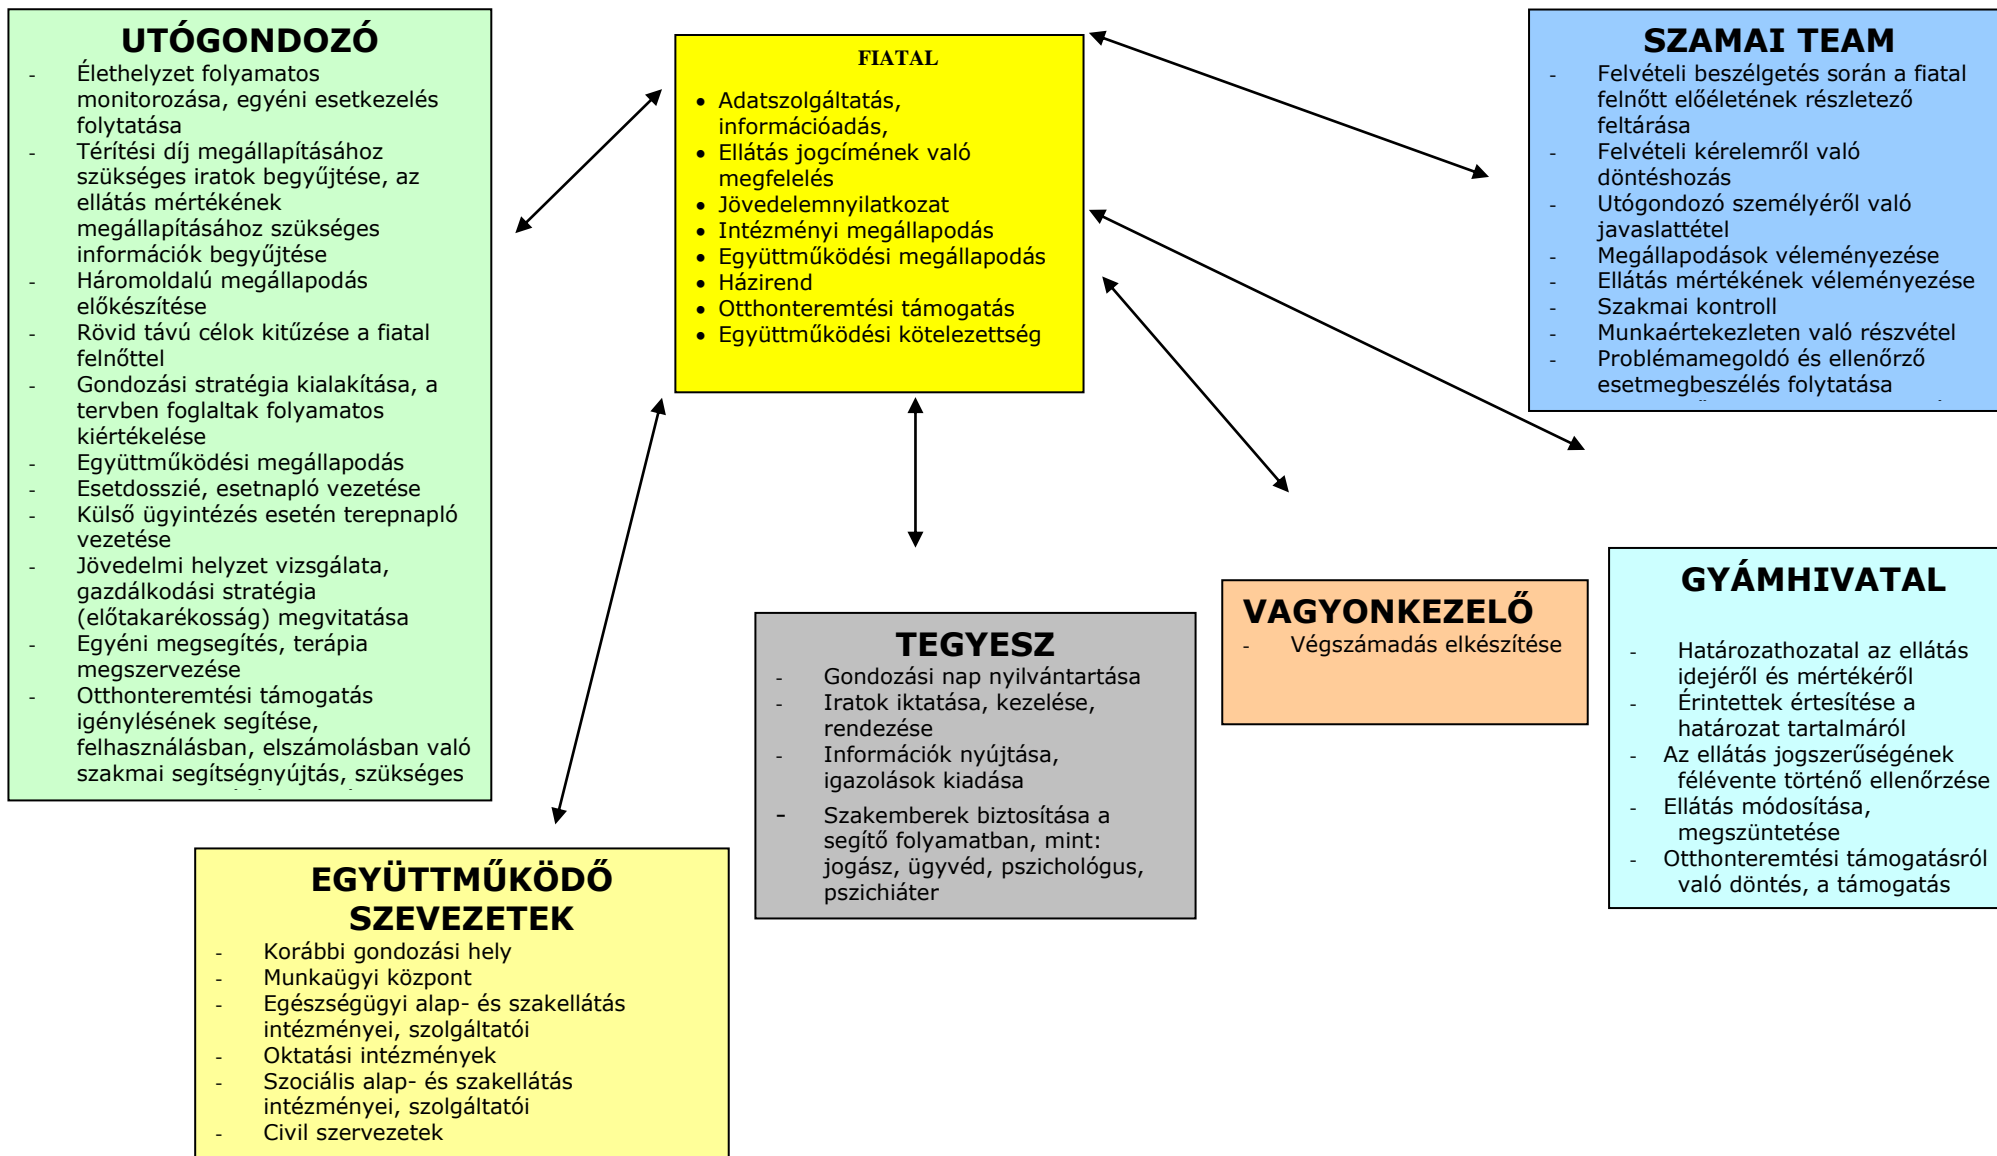 UTÓGONDOZÓ
- Élethelyzet folyamatos
monitorozása, egyéni esetkezelés
folytatása
- Térítési díj megállapításához
szükséges iratok begyűjtése, az
ellátás mértékének
megállapításához szükséges
információk begyűjtése
- Háromoldalú megállapodás
előkészítése
- Rövid távú célok kitűzése a fiatal
felnőttel
- Gondozási stratégia kialakítása, a
tervben foglaltak folyamatos
kiértékelése
- Együttműködési megállapodás
- Esetdosszié, esetnapló vezetése
- Külső ügyintézés esetén terepnapló
vezetése
- Jövedelmi helyzet vizsgálata,
gazdálkodási stratégia
(előtakarékosság) megvitatása
- Egyéni megsegítés, terápia
megszervezése
- Otthonteremtési támogatás
igénylésének segítése,
felhasználásban, elszámolásban való
szakmai segítségnyújtás, szükséges
FIATAL
• Adatszolgáltatás,
információadás,
• Ellátás jogcímének való
megfelelés
• Jövedelemnyilatkozat
• Intézményi megállapodás
• Együttműködési megállapodás
• Házirend
• Otthonteremtési támogatás
• Együttműködési kötelezettség
SZAMAI TEAM
- Felvételi beszélgetés során a fiatal
felnőtt előéletének részletező
feltárása
- Felvételi kérelemről való
döntéshozás
- Utógondozó személyéről való
javaslattétel
- Megállapodások véleményezése
- Ellátás mértékének véleményezése
- Szakmai kontroll
- Munkaértekezleten való részvétel
- Problémamegoldó és ellenőrző
esetmegbeszélés folytatása
EGYÜTTMŰKÖDŐ
SZEVEZETEK
- Korábbi gondozási hely
- Munkaügyi központ
- Egészségügyi alap- és szakellátás
intézményei, szolgáltatói
- Oktatási intézmények
- Szociális alap- és szakellátás
intézményei, szolgáltatói
- Civil szervezetek
TEGYESZ
- Gondozási nap nyilvántartása
- Iratok iktatása, kezelése,
rendezése
- Információk nyújtása,
igazolások kiadása
- Szakemberek biztosítása a
segítő folyamatban, mint:
jogász, ügyvéd, pszichológus,
pszichiáter
VAGYONKEZELŐ
- Végszámadás elkészítése
GYÁMHIVATAL
- Határozathozatal az ellátás
idejéről és mértékéről
- Érintettek értesítése a
határozat tartalmáról
- Az ellátás jogszerűségének
félévente történő ellenőrzése
- Ellátás módosítása,
megszüntetése
- Otthonteremtési támogatásról
való döntés, a támogatás